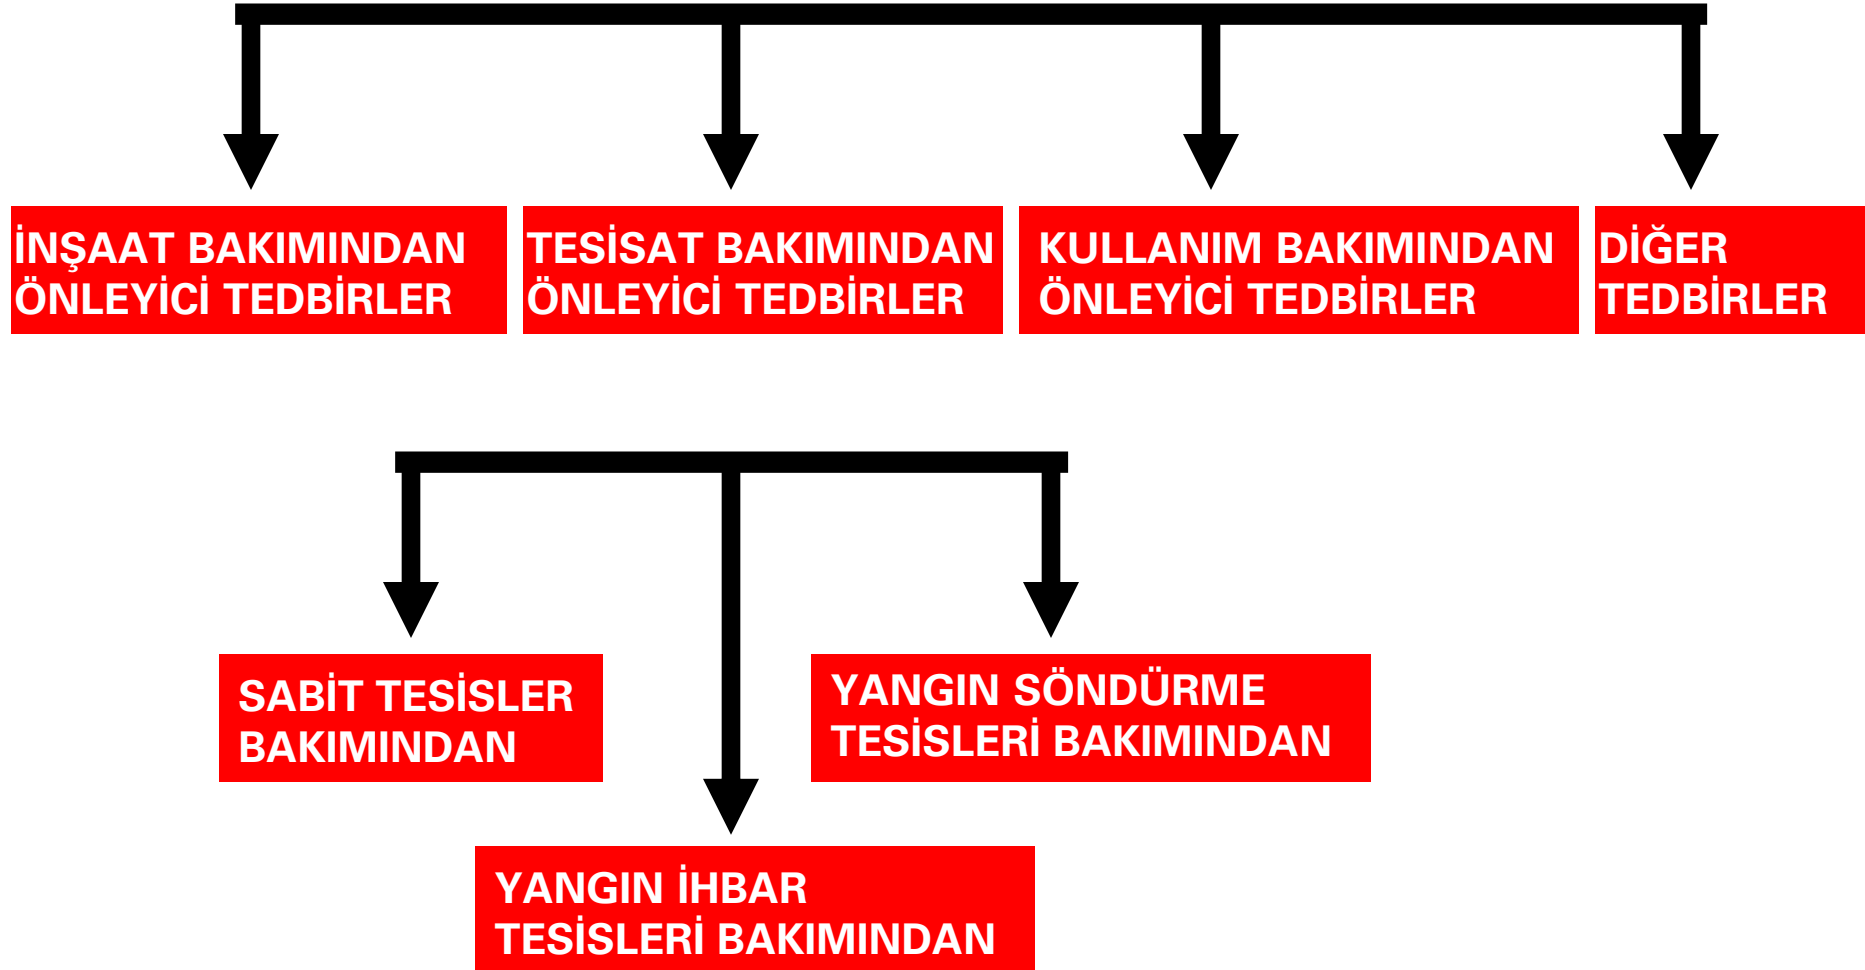 İNŞAAT BAKIMINDAN
ÖNLEYİCİ TEDBİRLER
TESİSAT BAKIMINDAN
ÖNLEYİCİ TEDBİRLER
KULLANIM BAKIMINDAN
ÖNLEYİCİ TEDBİRLER
DİĞER
TEDBİRLER
SABİT TESİSLER
BAKIMINDAN
YANGIN SÖNDÜRME
TESİSLERİ BAKIMINDAN
YANGIN İHBAR
TESİSLERİ BAKIMINDAN